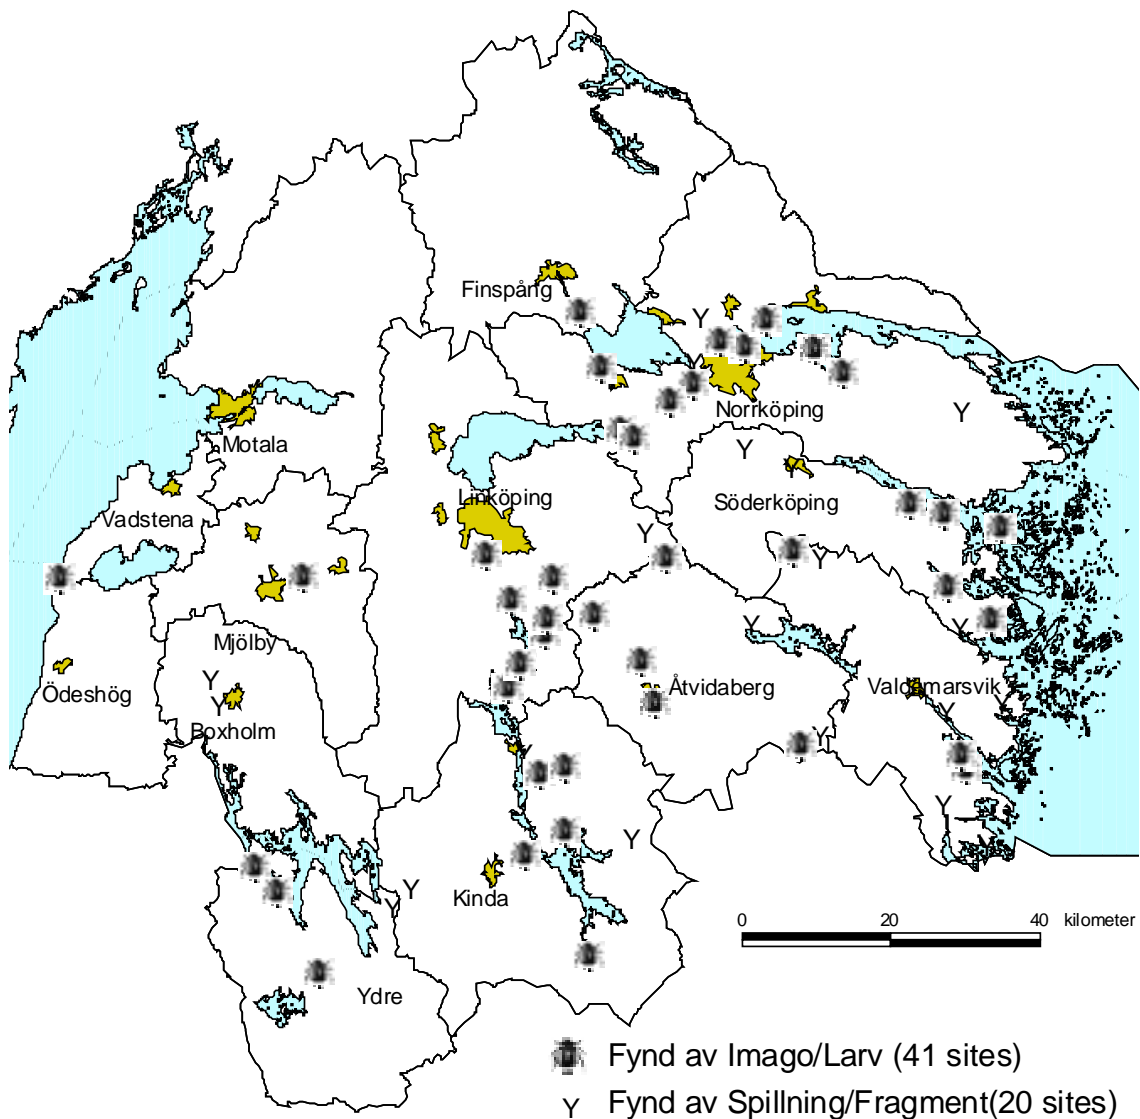 Finspång
Norrköping
Motala
Linköping
Söderköping
Vadstena
Mjölby
Ödeshög
Åtvidaberg
Valdemarsvik
Boxholm
Kinda
0 20 40 kilometer
Ydre
Fynd av Imago/Larv (41 sites)
Y Fynd av Spillning/Fragment(20 sites)